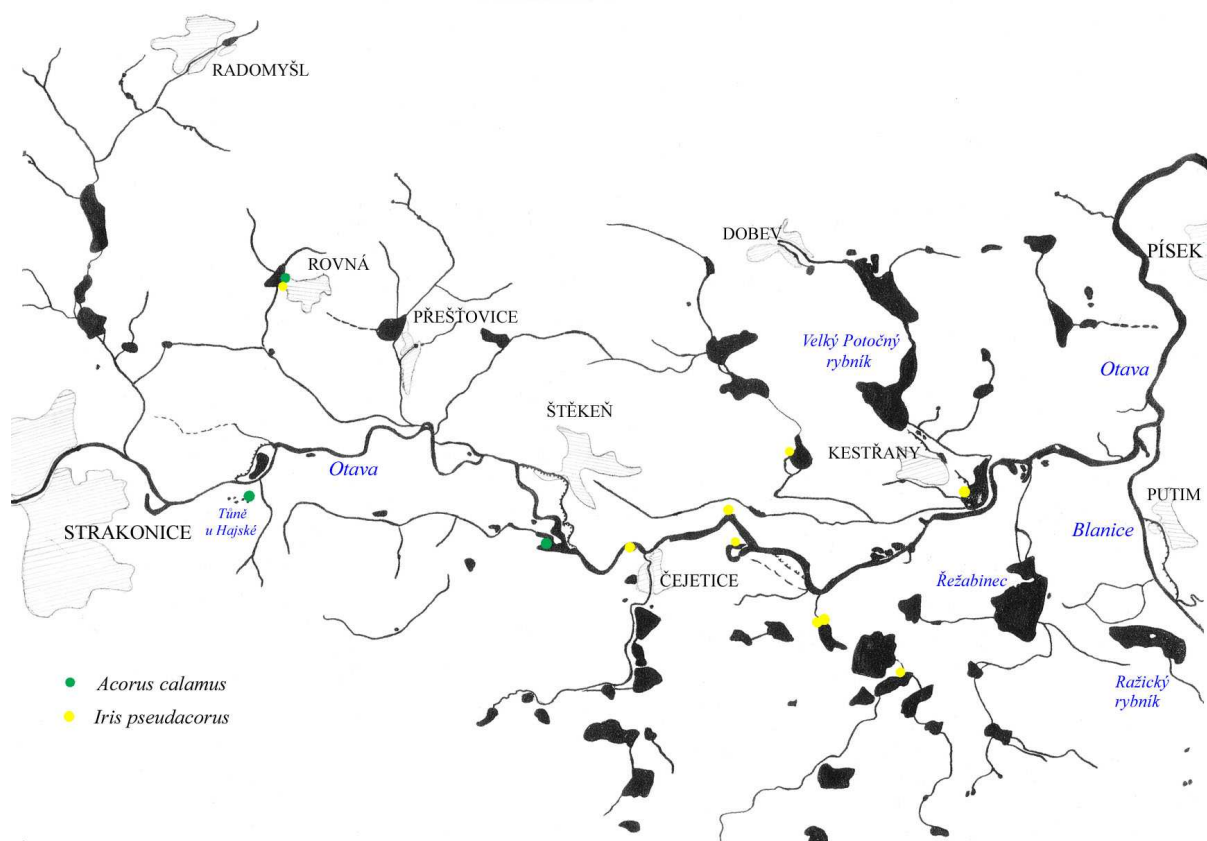 RADOMYŠL
DOBEV
PÍSEK
ROVNÁ
PŘEŠŤOVICE
Velký Potočný
rybník
Otava
ŠTĚKEŇ
KESTŘANY
Otava
PUTIM
STRAKONICE
Tůně
u Hajské
Blanice
ČEJETICE
Řežabinec
Ražický
rybník
Acorus calamus
Iris pseudacorus